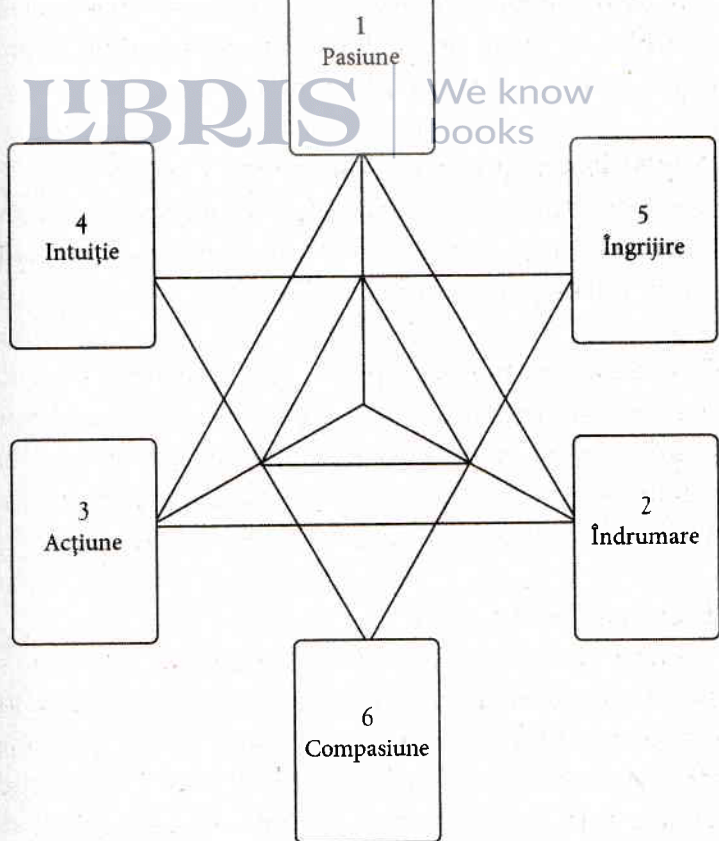 1
Pasiune
LIBRIS
We know
books
4
Intuiție
5
Îngrijire
3
Acțiune
2
Îndrumare
6
Compasiune